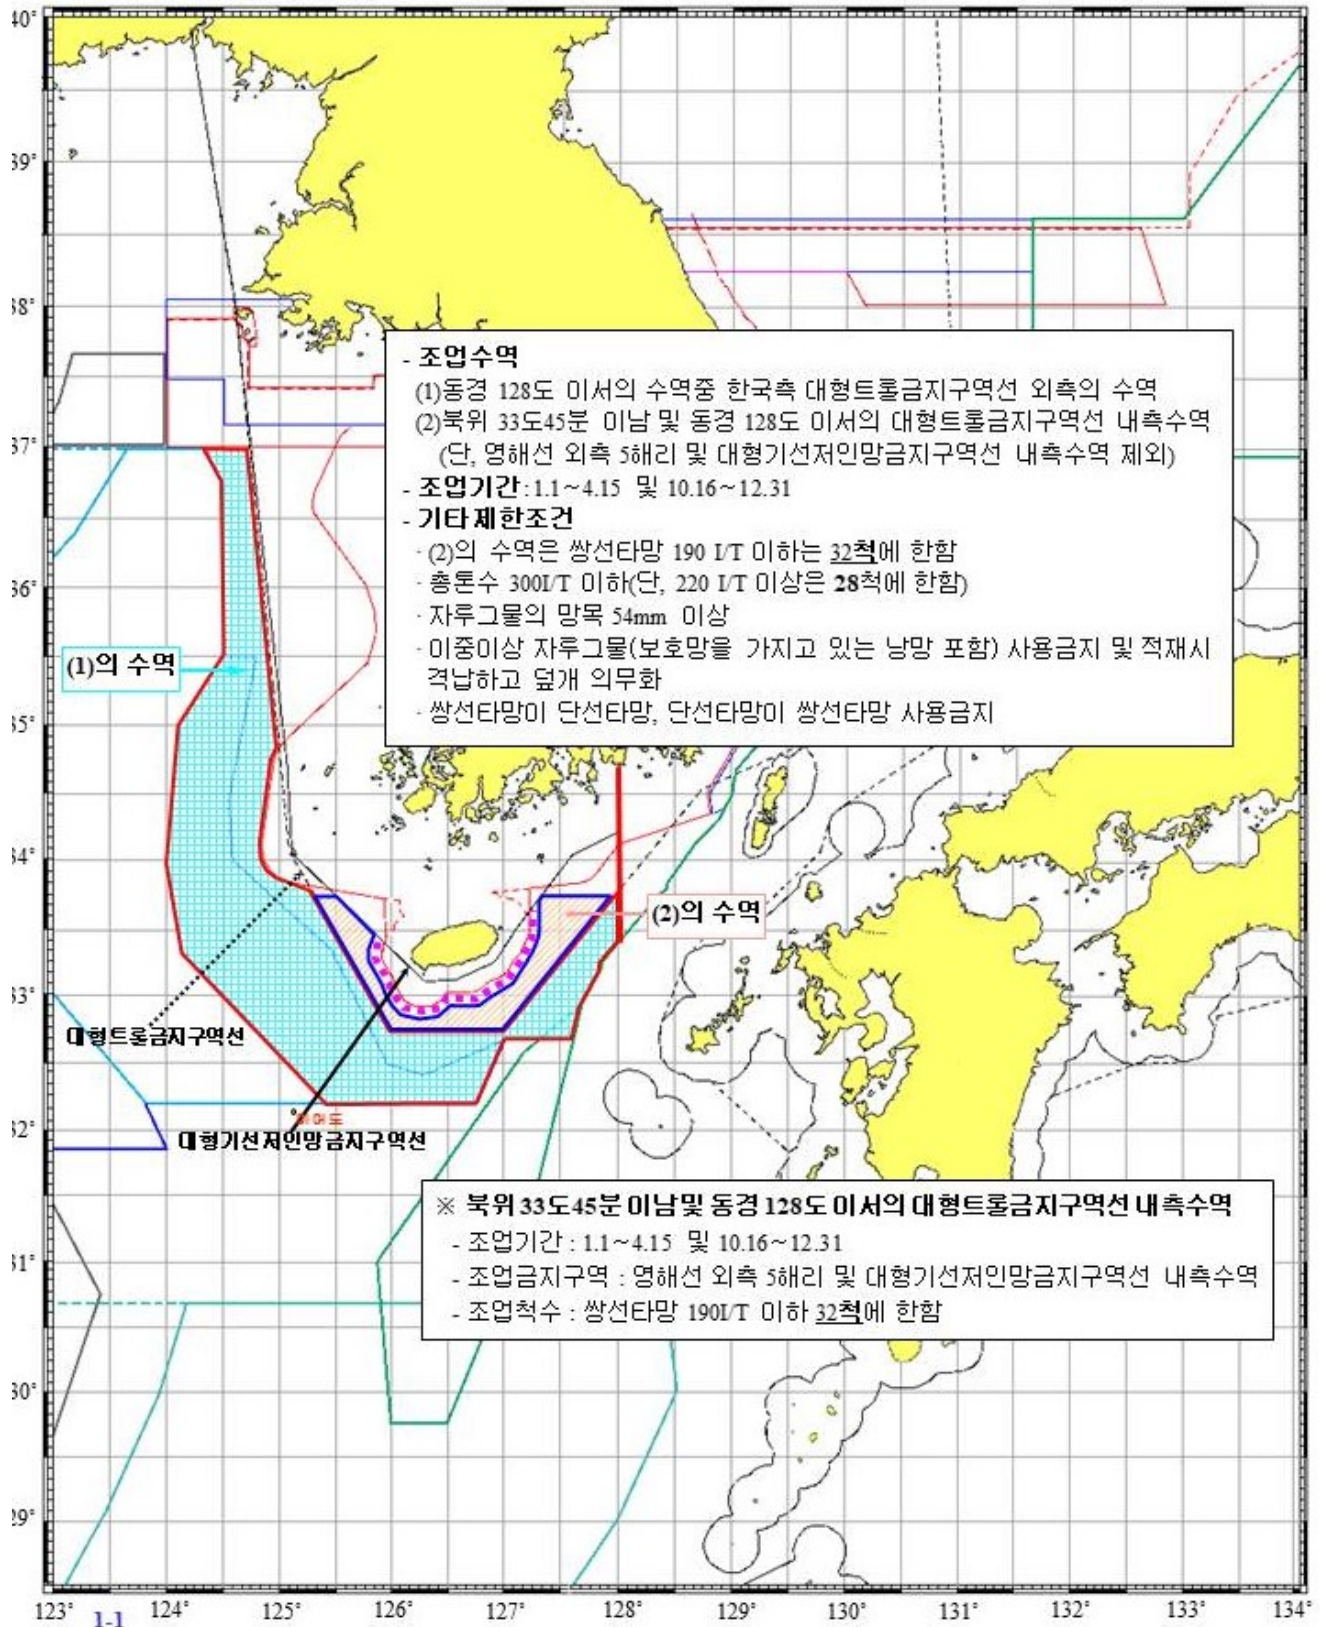 40°
39°
38°
- 조업수역
(1)동경 128도 이서의 수역중 한국측 대형트롤금지구역선 외측의 수역
(2)북위 33도45분 이남 및 동경 128도 이서의 대형트롤금지구역선 내측수역
(단, 영해선 외측 5해리 및 대형기선저인망금지구역선 내측수역 제외)
- 조업기간 : 1.1~4.15 및 10.16~12.31
- 기타제한조건
· (2)의 수역은 쌍선타망 190 I/T 이하는 32척에 한함
· 총톤수 300I/T 이하(단, 220 I/T 이상은 28척에 한함)
· 자루그물의 망목 54mm 이상
· 이중이상 자루그물(보호망을 가지고 있는 낭망 포함) 사용금지 및 적재시
격납하고 덮개 의무화
· 쌍선타망이 단선타망, 단선타망이 쌍선타망 사용금지
37°
36°
(1)의 수역
35°
34°
(2)의 수역
33°
대형트롤금지구역선
이어도
32°
대형기선저인망금지구역선
※ 북위 33도45분 이남및 동경 128도 이서의 대형트롤금지구역선 내측수역
- 조업기간 : 1.1~4.15 및 10.16~12.31
- 조업금지구역 : 영해선 외측 5해리 및 대형기선저인망금지구역선 내측수역
- 조업척수 : 쌍선타망 190I/T 이하 32척에 한함
31°
30°
29°
123° 124° 125° 126° 127° 128° 129° 130° 131° 132° 133° 134°
1-1